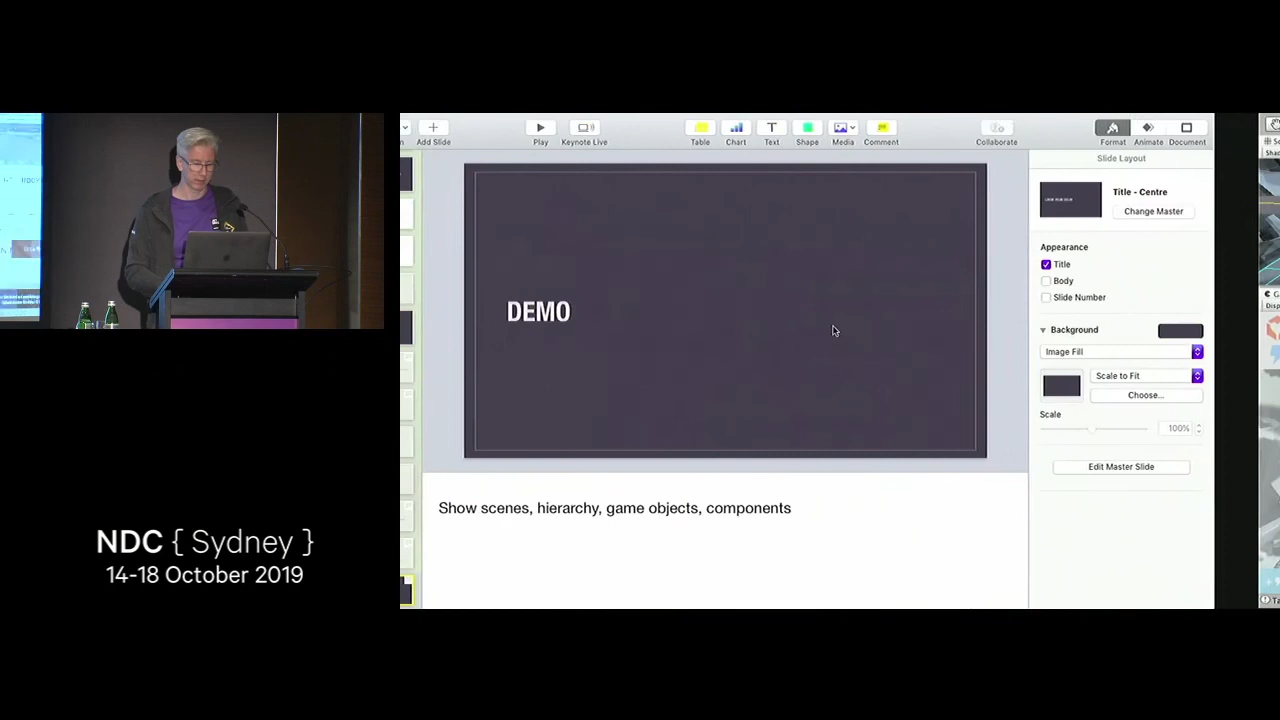 Add Slide
Play
Keynote Live
Table
Chart
Text
Shape
Media
Comment
Collaborate
Format
Animate
Document
Slide Layout
Title - Centre
Change Master
Appearance
Title
Body
Slide Number
Background
Image Fill
Scale to Fit
Choose...
Scale
100%
Edit Master Slide
DEMO
Show scenes, hierarchy, game objects, components
NDC { Sydney }
14-18 October 2019